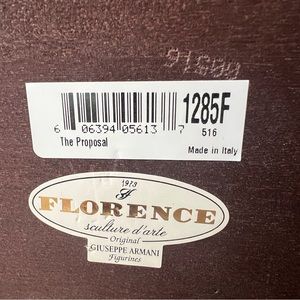 1285F
6 06394 05613 7
516
The Proposal
Made in Italy
1973
FLORENCE
sculture d'arte
Original
GIUSEPPE ARMANI
Figurines